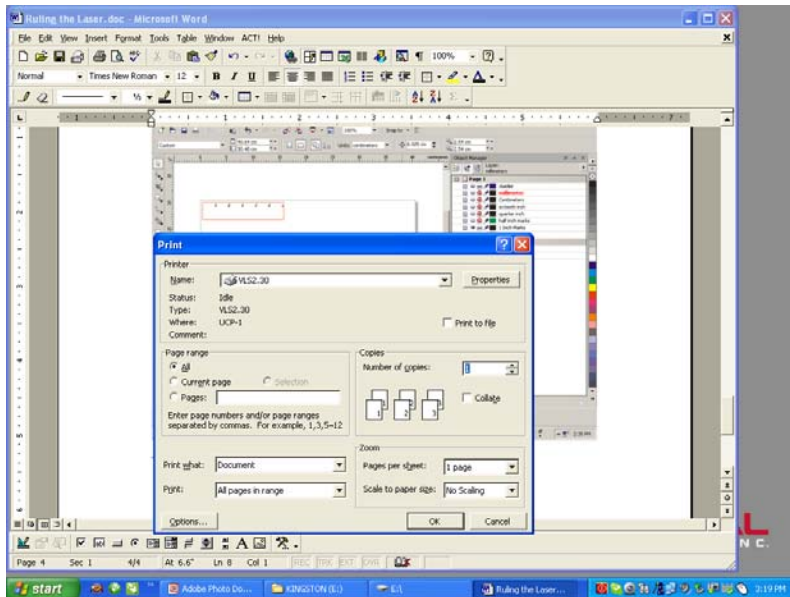 Ruling the Laser.doc - Microsoft Word
File Edit View Insert Format Tools Table Window ACT! Help
100%
Normal Times New Roman 12 B I U
Page 1
1 inch Marks
Print
Printer
Name: VLS2.30 Properties
Status: Idle
Type: VLS2.30
Where: UCP-1 Print to file
Comment:
Page range
All
Current page Selection
Pages:
Enter page numbers and/or page ranges
separated by commas. For example, 1,3,5-12
Copies
Number of copies: 1
Collate
Print what: Document
Print: All pages in range
Zoom
Pages per sheet: 1 page
Scale to paper size: No Scaling
Options... OK Cancel
Page 4 Sec 1 4/4 At 6.6" Ln 8 Col 1 REC TRK EXT OVR
start Adobe Photo Do... KINGSTON (E:) E:\ Ruling the Laser... 3:19 PM